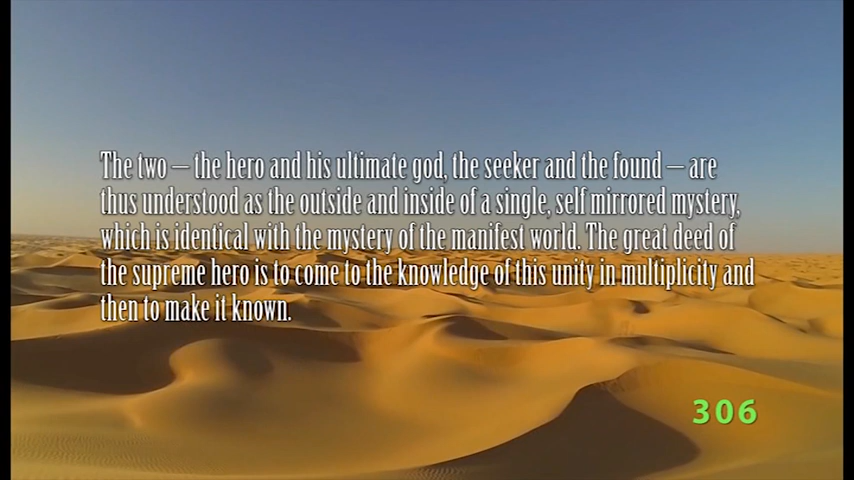 The two – the hero and his ultimate god, the seeker and the found – are
thus understood as the outside and inside of a single, self mirrored mystery,
which is identical with the mystery of the manifest world. The great deed of
the supreme hero is to come to the knowledge of this unity in multiplicity and
then to make it known.
306